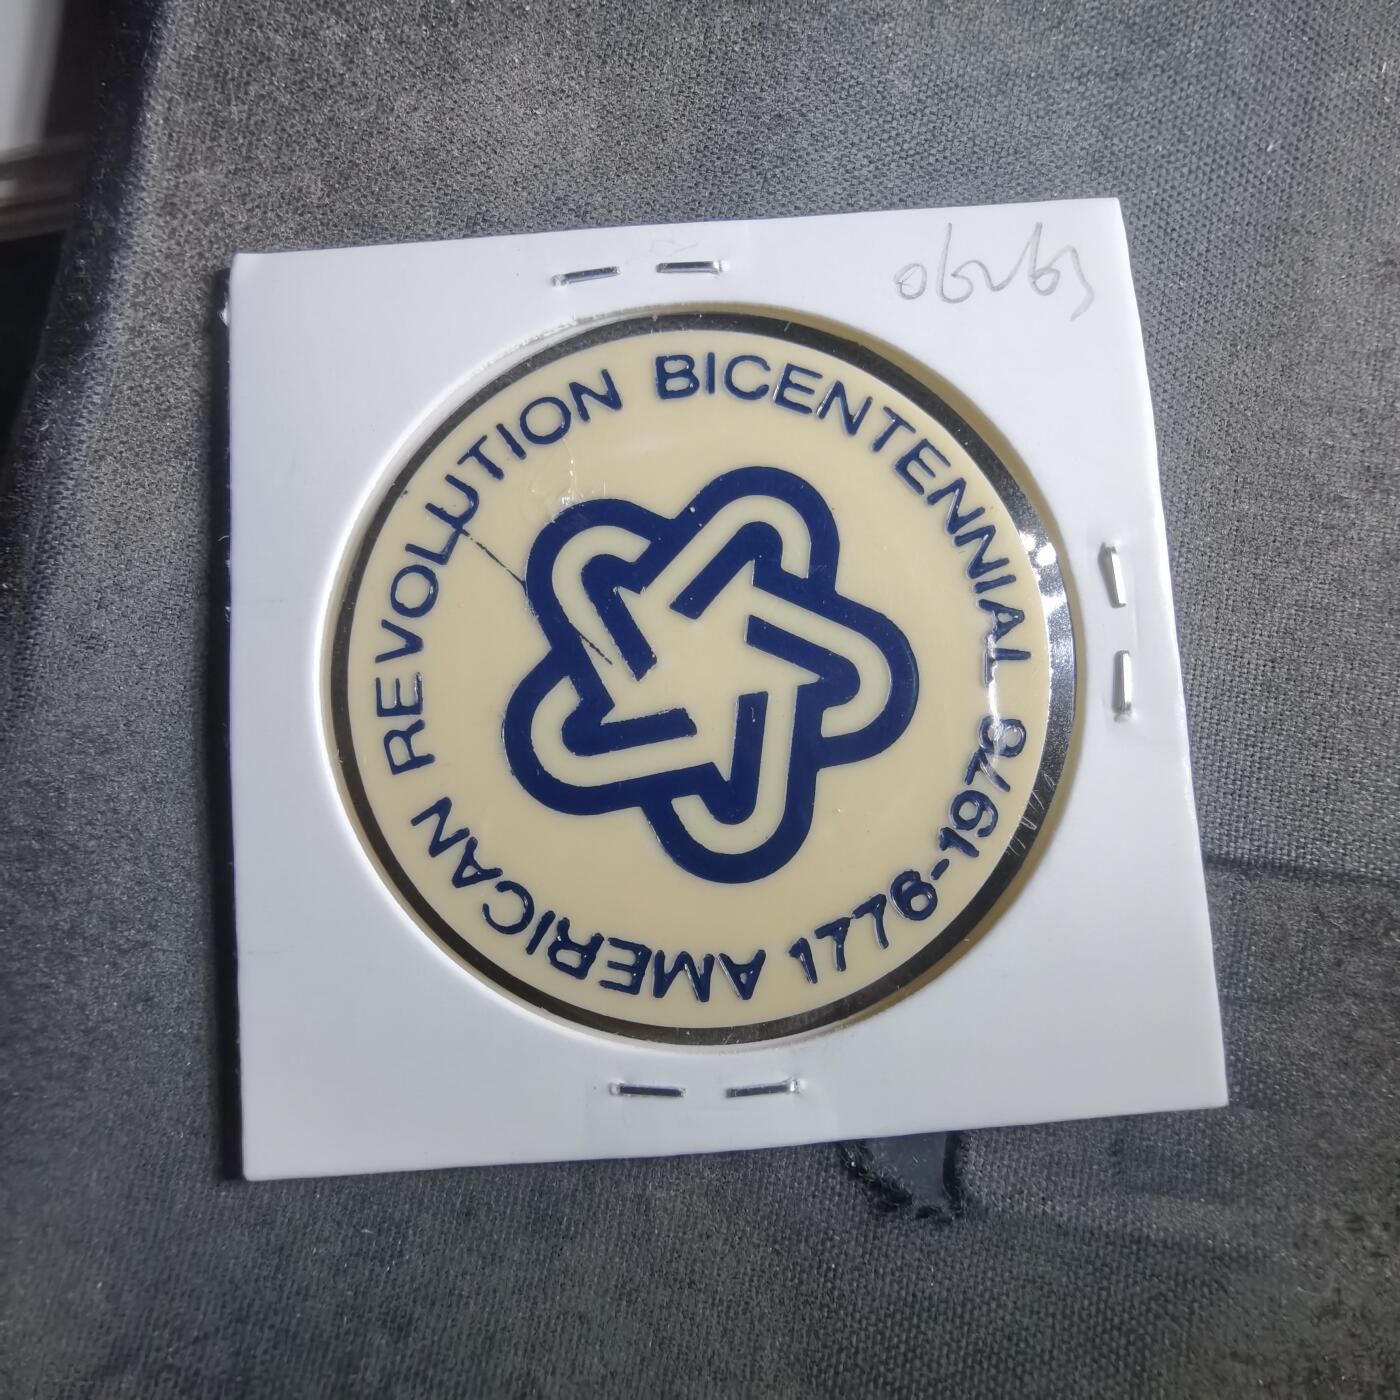 AMERICAN REVOLUTION BICENTENNIAL 1776-1976